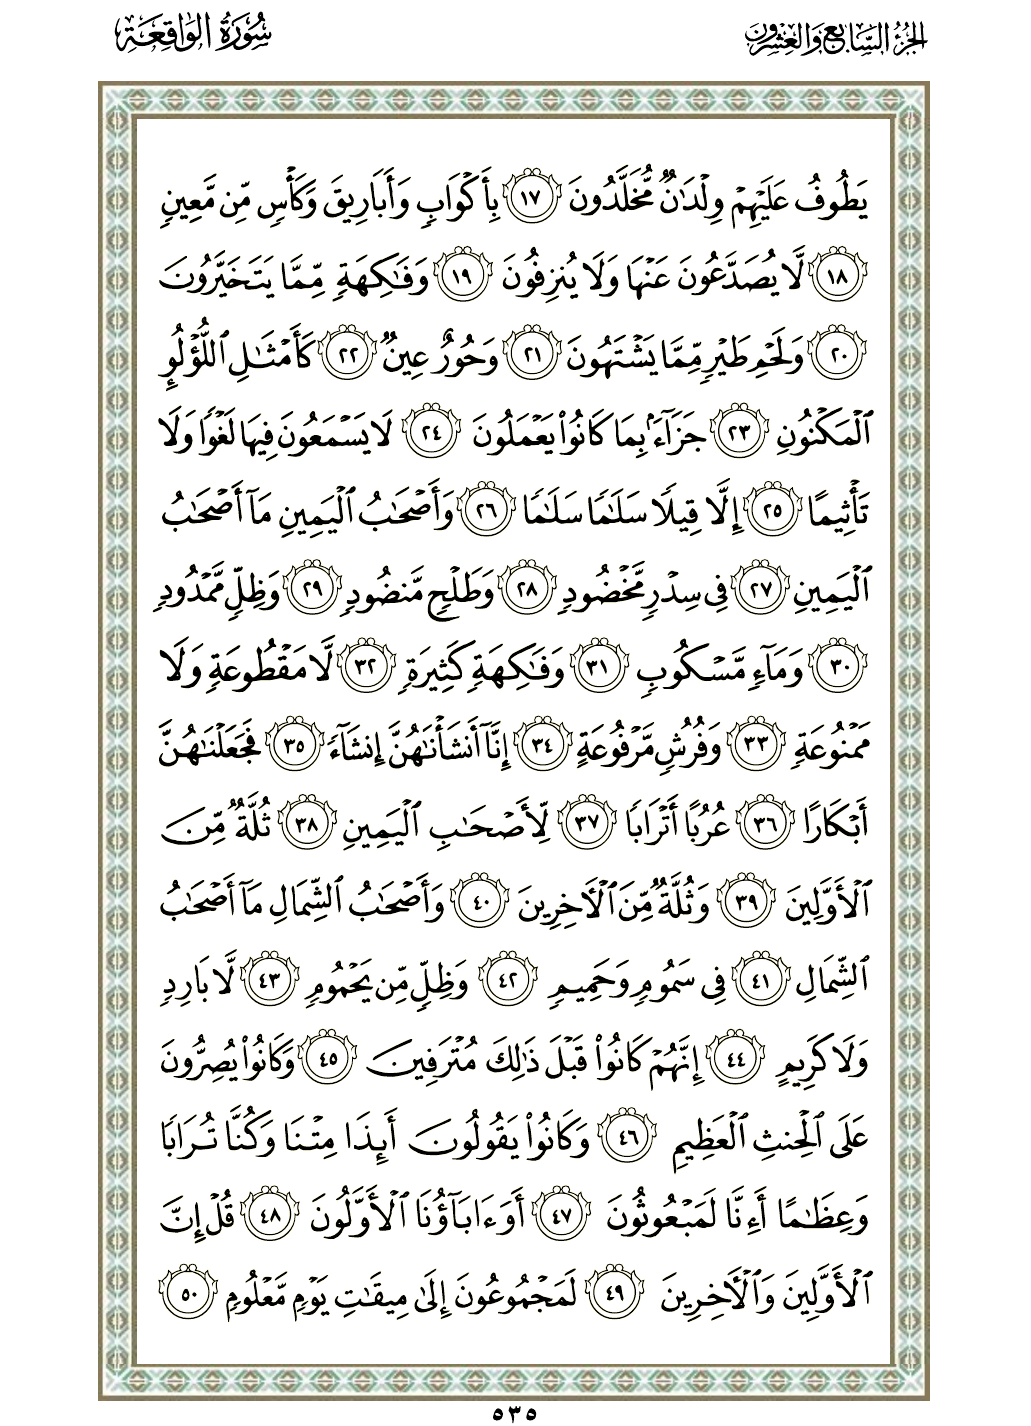 الجزء السابع والعشرون
سورة الواقعة
يَطُوفُ عَلَيْهِمْ وِلْدَٰنٌ مُّخَلَّدُونَ ١٧ بِأَكْوَابٍ وَأَبَارِيقَ وَكَأْسٍ مِّن مَّعِينٍ
١٨ لَّا يُصَدَّعُونَ عَنْهَا وَلَا يُنزِفُونَ ١٩ وَفَٰكِهَةٍ مِّمَّا يَتَخَيَّرُونَ
٢٠ وَلَحْمِ طَيْرٍ مِّمَّا يَشْتَهُونَ ٢١ وَحُورٌ عِينٌ ٢٢ كَأَمْثَٰلِ ٱللُّؤْلُؤِ
ٱلْمَكْنُونِ ٢٣ جَزَآءًۢ بِمَا كَانُوا۟ يَعْمَلُونَ ٢٤ لَا يَسْمَعُونَ فِيهَا لَغْوًا وَلَا
تَأْثِيمًا ٢٥ إِلَّا قِيلًا سَلَٰمًا سَلَٰمًا ٢٦ وَأَصْحَٰبُ ٱلْيَمِينِ مَآ أَصْحَٰبُ
ٱلْيَمِينِ ٢٧ فِى سِدْرٍ مَّخْضُودٍ ٢٨ وَطَلْحٍ مَّنضُودٍ ٢٩ وَظِلٍّ مَّمْدُودٍ
٣٠ وَمَآءٍ مَّسْكُوبٍ ٣١ وَفَٰكِهَةٍ كَثِيرَةٍ ٣٢ لَّا مَقْطُوعَةٍ وَلَا
مَمْنُوعَةٍ ٣٣ وَفُرُشٍ مَّرْفُوعَةٍ ٣٤ إِنَّآ أَنشَأْنَٰهُنَّ إِنشَآءً ٣٥ فَجَعَلْنَٰهُنَّ
أَبْكَارًا ٣٦ عُرُبًا أَتْرَابًا ٣٧ لِّأَصْحَٰبِ ٱلْيَمِينِ ٣٨ ثُلَّةٌ مِّنَ
ٱلْأَوَّلِينَ ٣٩ وَثُلَّةٌ مِّنَ ٱلْءَاخِرِينَ ٤٠ وَأَصْحَٰبُ ٱلشِّمَالِ مَآ أَصْحَٰبُ
ٱلشِّمَالِ ٤١ فِى سَمُومٍ وَحَمِيمٍ ٤٢ وَظِلٍّ مِّن يَحْمُومٍ ٤٣ لَّا بَارِدٍ
وَلَا كَرِيمٍ ٤٤ إِنَّهُمْ كَانُوا۟ قَبْلَ ذَٰلِكَ مُتْرَفِينَ ٤٥ وَكَانُوا۟ يُصِرُّونَ
عَلَى ٱلْحِنثِ ٱلْعَظِيمِ ٤٦ وَكَانُوا۟ يَقُولُونَ أَئِذَا مِتْنَا وَكُنَّا تُرَابًا
وَعِظَٰمًا أَءِنَّا لَمَبْعُوثُونَ ٤٧ أَوَءَابَآؤُنَا ٱلْأَوَّلُونَ ٤٨ قُلْ إِنَّ
ٱلْأَوَّلِينَ وَٱلْءَاخِرِينَ ٤٩ لَمَجْمُوعُونَ إِلَىٰ مِيقَٰتِ يَوْمٍ مَّعْلُومٍ ٥٠
٥٣٥